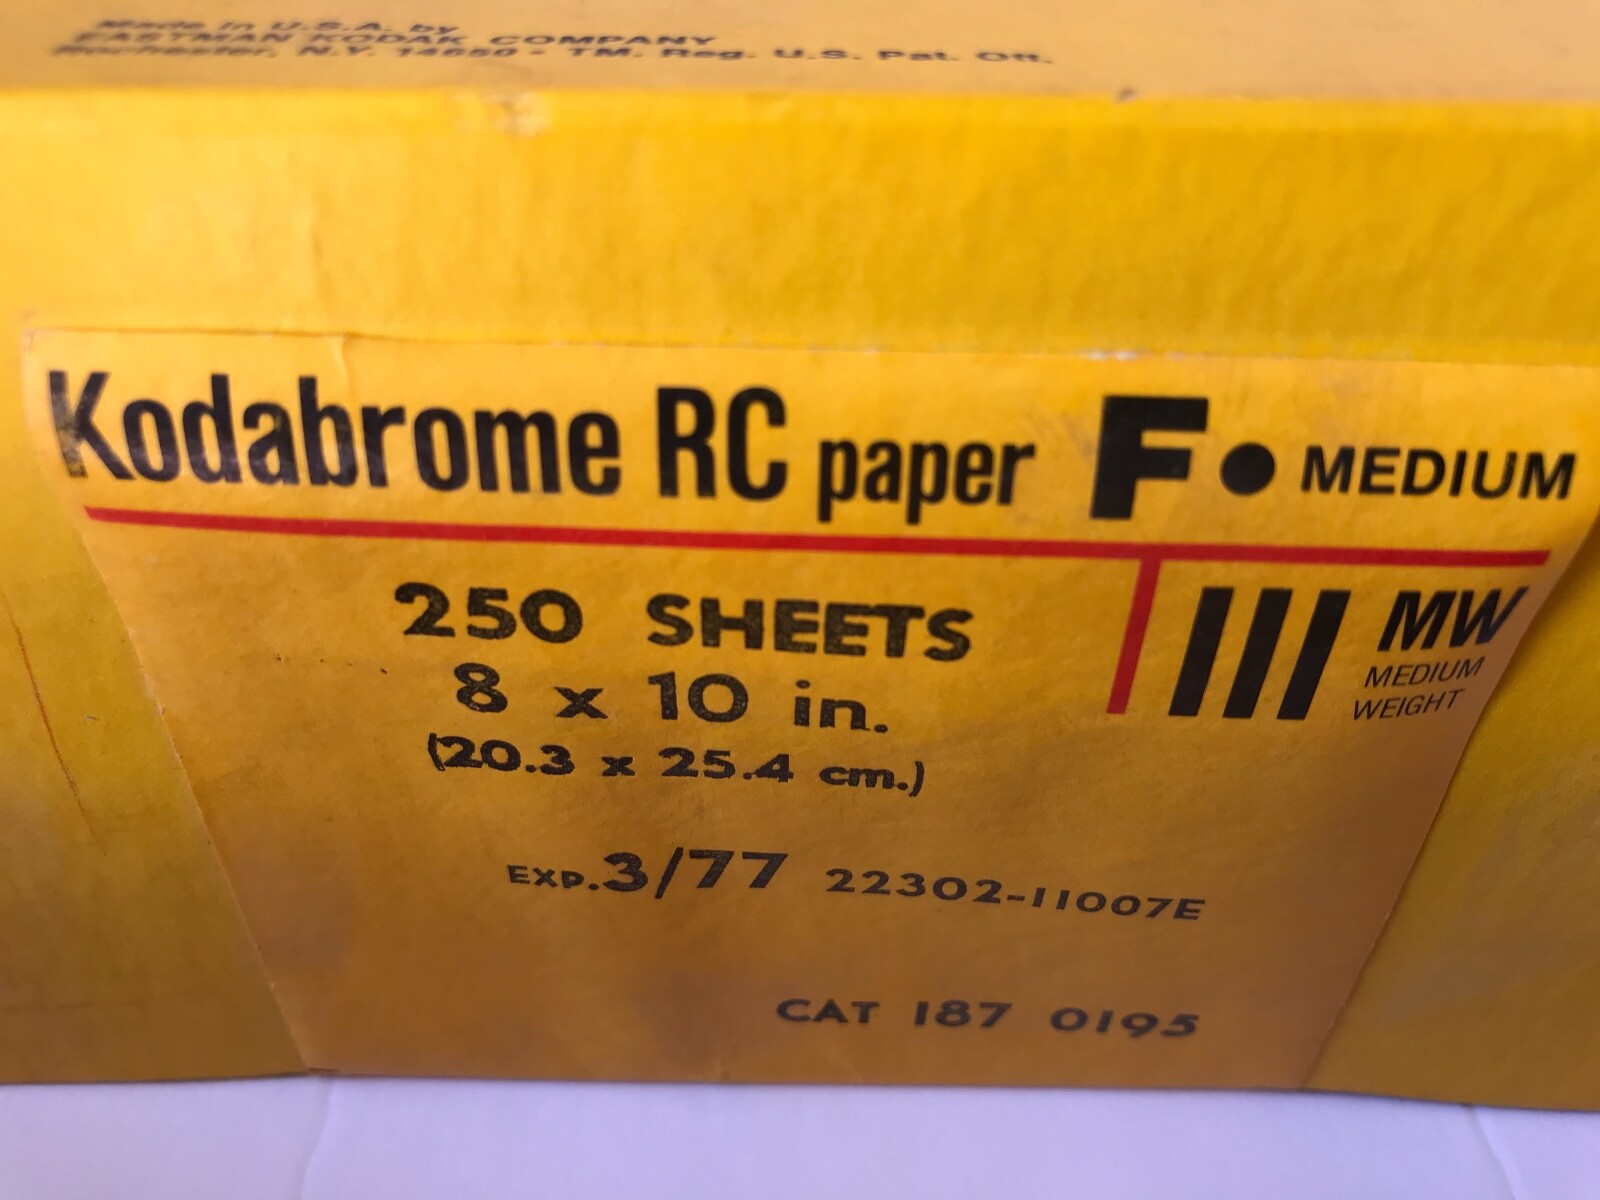 Made in U.S.A. by
EASTMAN KODAK COMPANY
Rochester, N.Y. 14650 - TM. Reg. U.S. Pat. Off.
Kodabrome RC paper F • MEDIUM
250 SHEETS
8 x 10 in.
(20.3 x 25.4 cm.)
III MW
MEDIUM
WEIGHT
EXP. 3/77 22302-11007E
CAT 187 0195